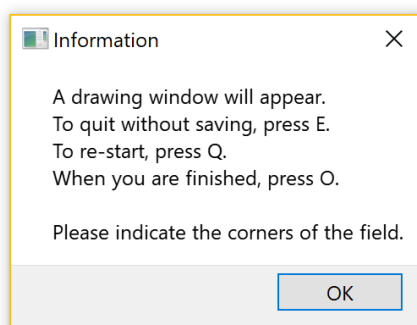 Information
A drawing window will appear.
To quit without saving, press E.
To re-start, press Q.
When you are finished, press O.
Please indicate the corners of the field.
OK